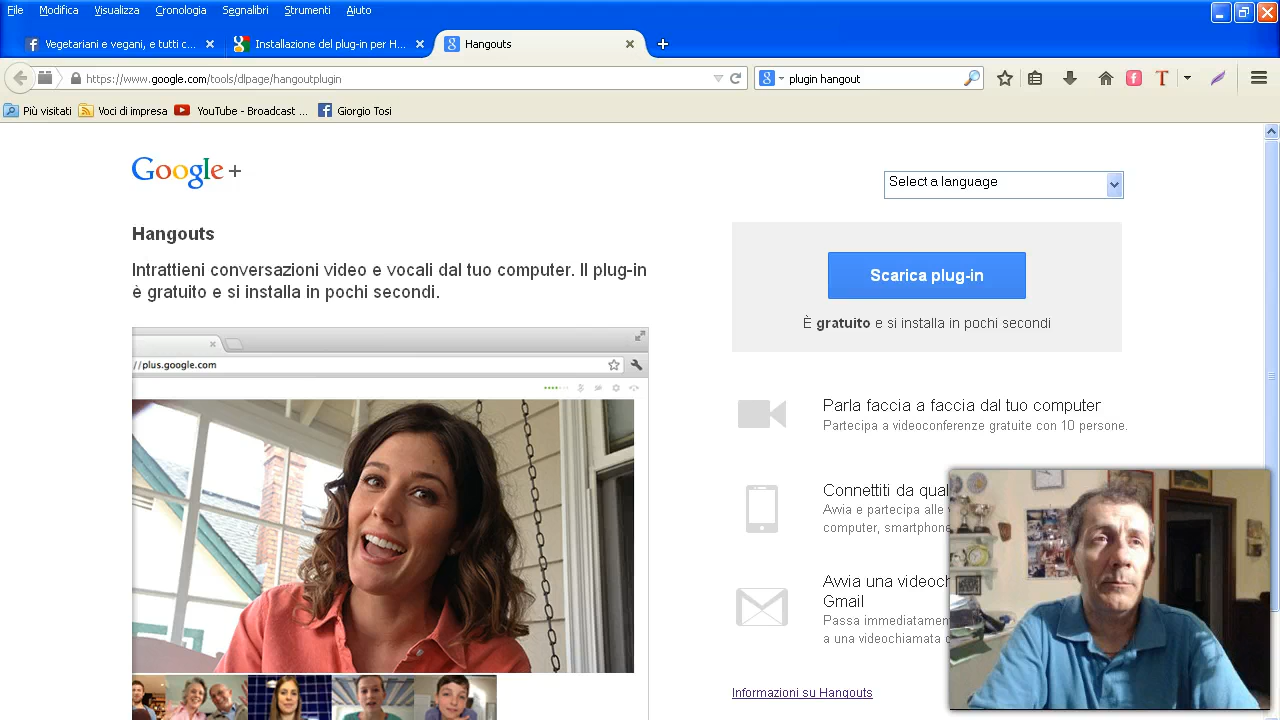 File Modifica Visualizza Cronologia Segnalibri Strumenti Aiuto
Vegetariani e vegani, e tutti c... × Installazione del plug-in per H... × Hangouts ×
https://www.google.com/tools/dlpage/hangoutplugin
plugin hangout
Più visitati Voci di impresa YouTube - Broadcast ... Giorgio Tosi
Google +
Select a language
Hangouts
Intrattieni conversazioni video e vocali dal tuo computer. Il plug-in
è gratuito e si installa in pochi secondi.
Scarica plug-in
È gratuito e si installa in pochi secondi
//plus.google.com
Parla faccia a faccia dal tuo computer
Partecipa a videoconferenze gratuite con 10 persone.
Connettiti da qual
Avvia e partecipa alle
computer, smartphone
Avvia una videoch
Gmail
Passa immediatamen
a una videochiamata
Informazioni su Hangouts